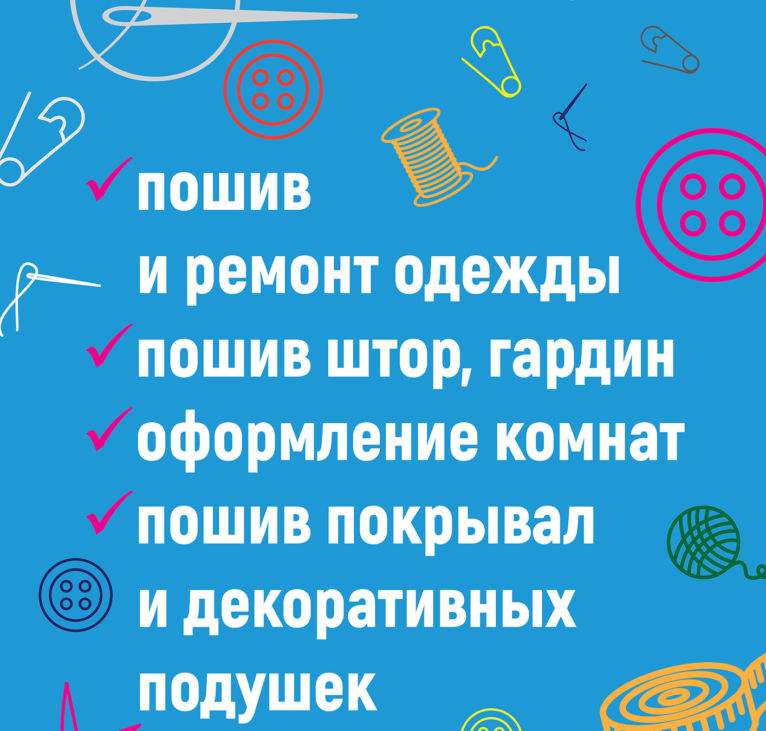 пошив
и ремонт одежды
пошив штор, гардин
оформление комнат
пошив покрывал
и декоративных
подушек